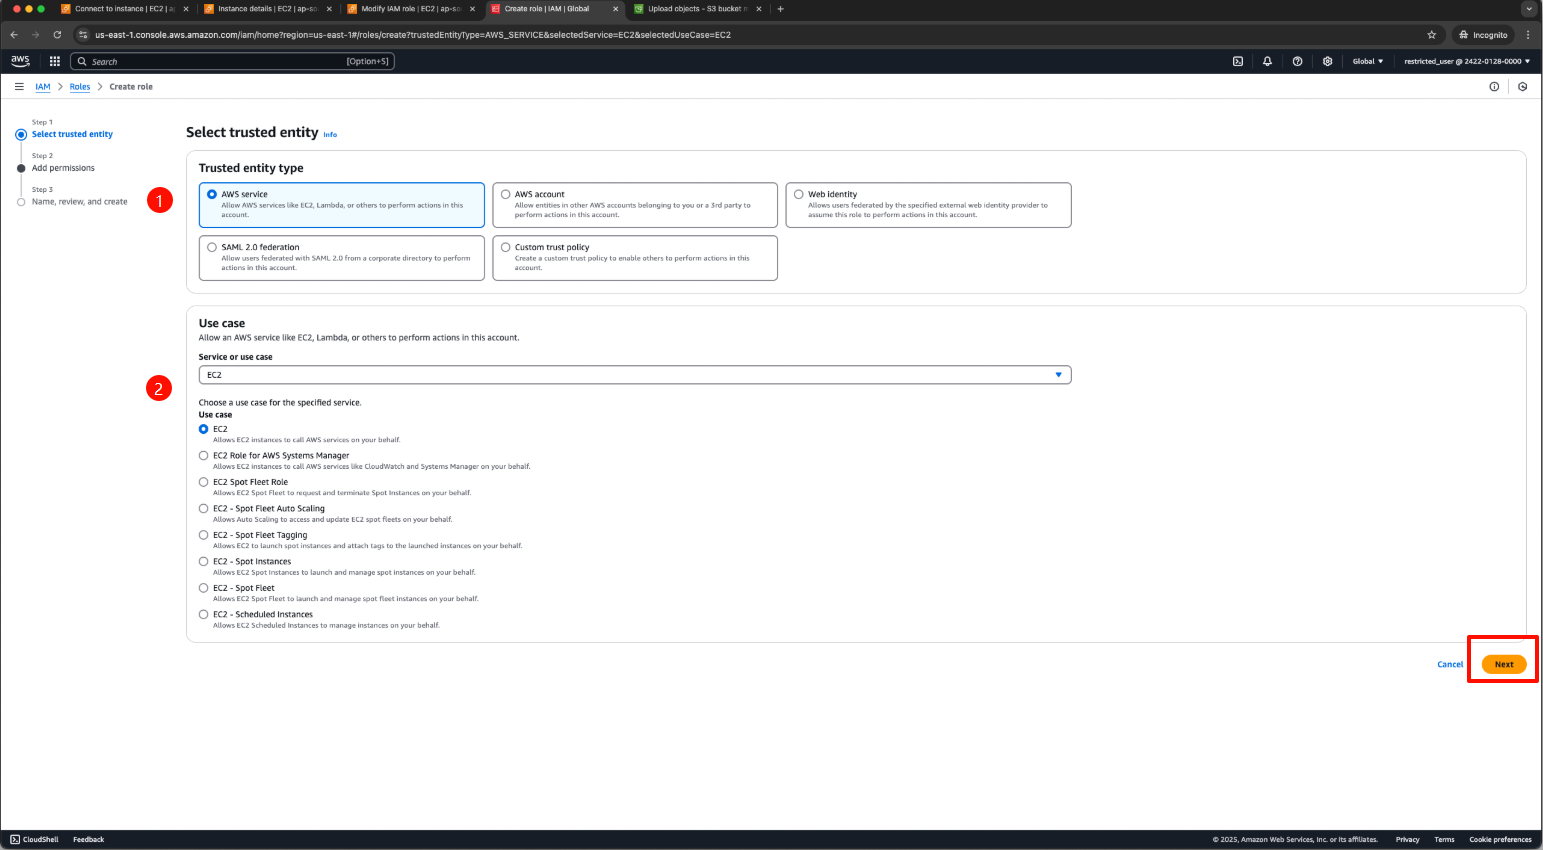 Connect to instance | EC2 | ap
Instance details | EC2 | ap-so
Modify IAM role | EC2 | ap-so
Create role | IAM | Global
Upload objects - S3 bucket
us-east-1.console.aws.amazon.com/iam/home?region=us-east-1#/roles/create?trustedEntityType=AWS_SERVICE&selectedService=EC2&selectedUseCase=EC2
Incognito
aws
Search
[Option+S]
Global
restricted_user @ 2422-0128-0000
IAM > Roles > Create role
Step 1
Select trusted entity
Step 2
Add permissions
Step 3
Name, review, and create
1
2
Select trusted entity Info
Trusted entity type
AWS service
Allow AWS services like EC2, Lambda, or others to perform actions in this
account.
AWS account
Allow entities in other AWS accounts belonging to you or a 3rd party to
perform actions in this account.
Web identity
Allows users federated by the specified external web identity provider to
assume this role to perform actions in this account.
SAML 2.0 federation
Allow users federated with SAML 2.0 from a corporate directory to perform
actions in this account.
Custom trust policy
Create a custom trust policy to enable others to perform actions in this
account.
Use case
Allow an AWS service like EC2, Lambda, or others to perform actions in this account.
Service or use case
EC2
Choose a use case for the specified service.
Use case
EC2
Allows EC2 instances to call AWS services on your behalf.
EC2 Role for AWS Systems Manager
Allows EC2 instances to call AWS services like CloudWatch and Systems Manager on your behalf.
EC2 Spot Fleet Role
Allows EC2 Spot Fleet to request and terminate Spot Instances on your behalf.
EC2 - Spot Fleet Auto Scaling
Allows Auto Scaling to access and update EC2 spot fleets on your behalf.
EC2 - Spot Fleet Tagging
Allows EC2 to launch spot instances and attach tags to the launched instances on your behalf.
EC2 - Spot Instances
Allows EC2 Spot Instances to launch and manage spot instances on your behalf.
EC2 - Spot Fleet
Allows EC2 Spot Fleet to launch and manage spot fleet instances on your behalf.
EC2 - Scheduled Instances
Allows EC2 Scheduled Instances to manage instances on your behalf.
Cancel
Next
CloudShell
Feedback
© 2025, Amazon Web Services, Inc. or its affiliates.
Privacy
Terms
Cookie preferences